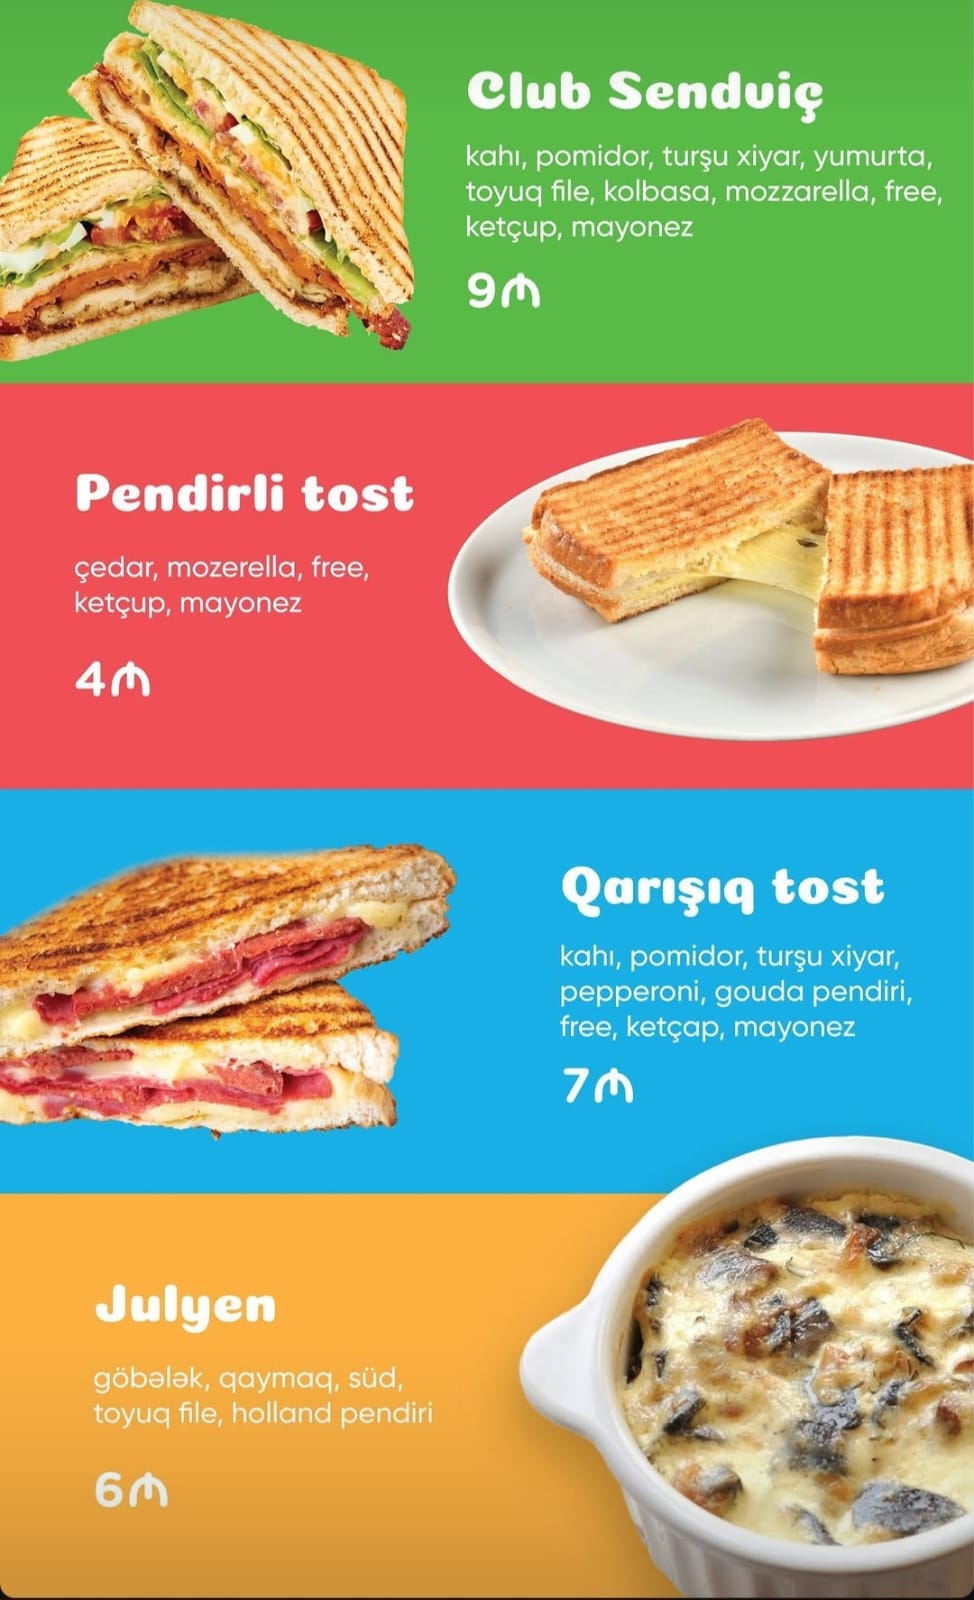 Club Senduiç
kahı, pomidor, turşu xiyar, yumurta,
toyuq file, kolbasa, mozzarella, free,
ketçup, mayonez
9₼
Pendirli tost
çedar, mozerella, free,
ketçup, mayonez
4₼
Qarışıq tost
kahı, pomidor, turşu xiyar,
pepperoni, gouda pendiri,
free, ketçap, mayonez
7₼
Julyen
göbələk, qaymaq, süd,
toyuq file, holland pendiri
6₼